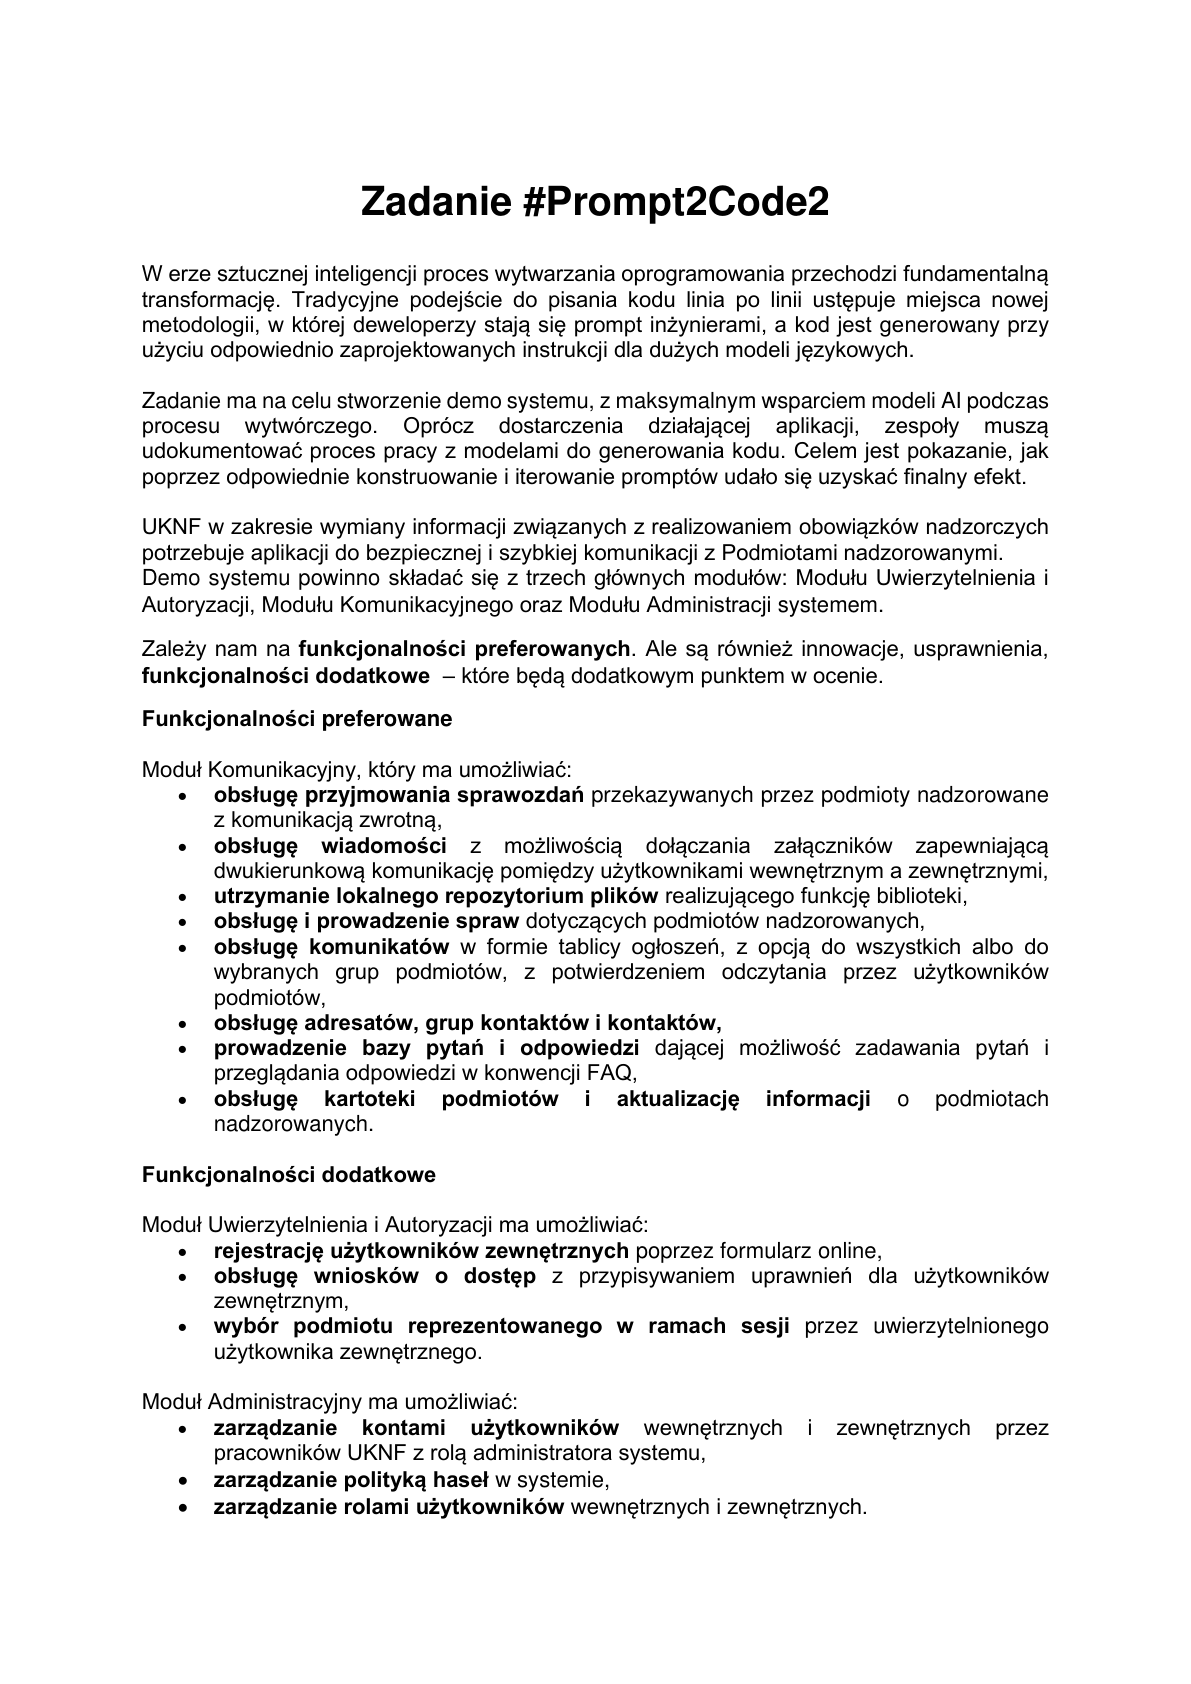 Zadanie #Prompt2Code2
W erze sztucznej inteligencji proces wytwarzania oprogramowania przechodzi fundamentalną
transformację. Tradycyjne podejście do pisania kodu linia po linii ustępuje miejsca nowej
metodologii, w której deweloperzy stają się prompt inżynierami, a kod jest generowany przy
użyciu odpowiednio zaprojektowanych instrukcji dla dużych modeli językowych.
Zadanie ma na celu stworzenie demo systemu, z maksymalnym wsparciem modeli AI podczas
procesu wytwórczego. Oprócz dostarczenia działającej aplikacji, zespoły muszą
udokumentować proces pracy z modelami do generowania kodu. Celem jest pokazanie, jak
poprzez odpowiednie konstruowanie i iterowanie promptów udało się uzyskać finalny efekt.
UKNF w zakresie wymiany informacji związanych z realizowaniem obowiązków nadzorczych
potrzebuje aplikacji do bezpiecznej i szybkiej komunikacji z Podmiotami nadzorowanymi.
Demo systemu powinno składać się z trzech głównych modułów: Modułu Uwierzytelnienia i
Autoryzacji, Modułu Komunikacyjnego oraz Modułu Administracji systemem.
Zależy nam na funkcjonalności preferowanych. Ale są również innowacje, usprawnienia,
funkcjonalności dodatkowe – które będą dodatkowym punktem w ocenie.
Funkcjonalności preferowane
Moduł Komunikacyjny, który ma umożliwiać:
• obsługę przyjmowania sprawozdań przekazywanych przez podmioty nadzorowane
z komunikacją zwrotną,
• obsługę wiadomości z możliwością dołączania załączników zapewniającą
dwukierunkową komunikację pomiędzy użytkownikami wewnętrznym a zewnętrznymi,
• utrzymanie lokalnego repozytorium plików realizującego funkcję biblioteki,
• obsługę i prowadzenie spraw dotyczących podmiotów nadzorowanych,
• obsługę komunikatów w formie tablicy ogłoszeń, z opcją do wszystkich albo do
wybranych grup podmiotów, z potwierdzeniem odczytania przez użytkowników
podmiotów,
• obsługę adresatów, grup kontaktów i kontaktów,
• prowadzenie bazy pytań i odpowiedzi dającej możliwość zadawania pytań i
przeglądania odpowiedzi w konwencji FAQ,
• obsługę kartoteki podmiotów i aktualizację informacji o podmiotach
nadzorowanych.
Funkcjonalności dodatkowe
Moduł Uwierzytelnienia i Autoryzacji ma umożliwiać:
• rejestrację użytkowników zewnętrznych poprzez formularz online,
• obsługę wniosków o dostęp z przypisywaniem uprawnień dla użytkowników
zewnętrznym,
• wybór podmiotu reprezentowanego w ramach sesji przez uwierzytelnionego
użytkownika zewnętrznego.
Moduł Administracyjny ma umożliwiać:
• zarządzanie kontami użytkowników wewnętrznych i zewnętrznych przez
pracowników UKNF z rolą administratora systemu,
• zarządzanie polityką haseł w systemie,
• zarządzanie rolami użytkowników wewnętrznych i zewnętrznych.